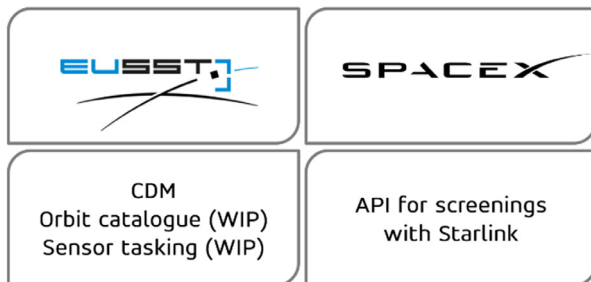 EUSST
SPACEX
CDM
Orbit catalogue (WIP)
Sensor tasking (WIP)
API for screenings
with Starlink